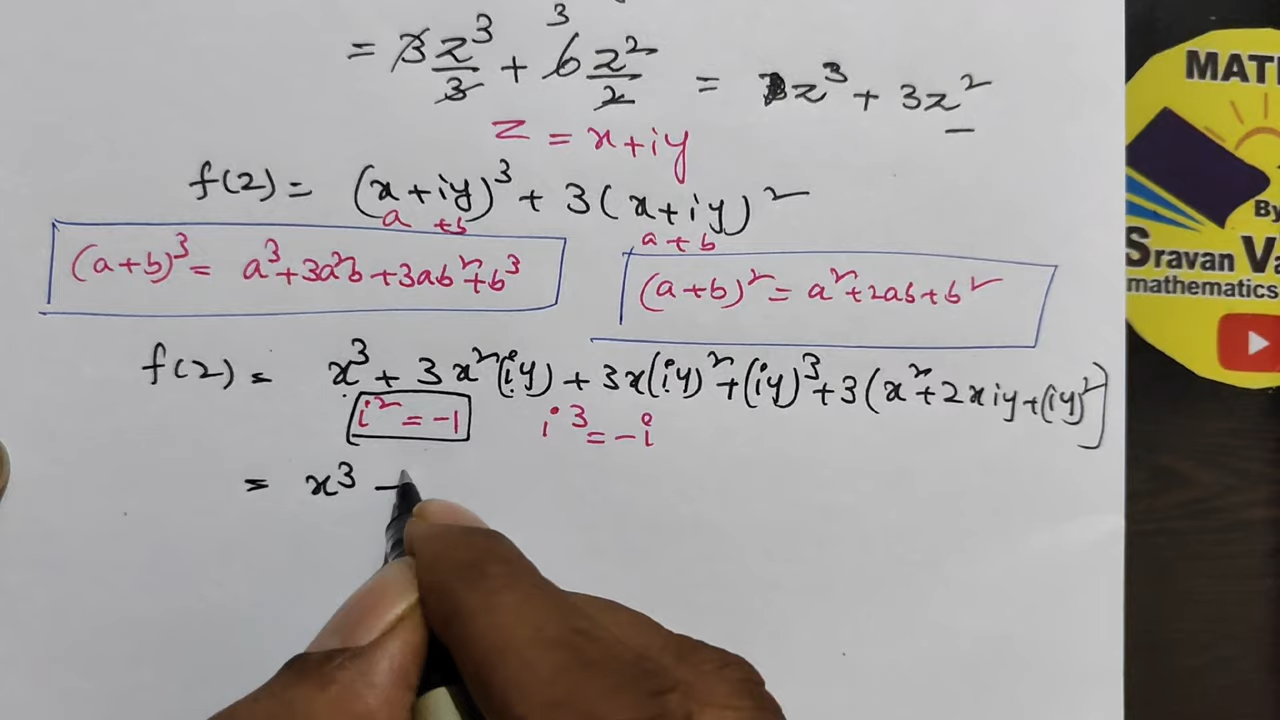 = 3z³/3 + 6z²/2 = z³ + 3z²
3
z = x+iy
f(z) = (x+iy)³ + 3(x+iy)²
a +b
a + b
(a+b)³ = a³+3a²b+3ab²+b³
(a+b)² = a²+2ab+b²
f(z) = x³ + 3x²(iy) + 3x(iy)² + (iy)³ + 3(x²+2xiy+(iy)²]
i² = -1
i³ = -i
= x³ -
MAT
By
Sravan Va
mathematics